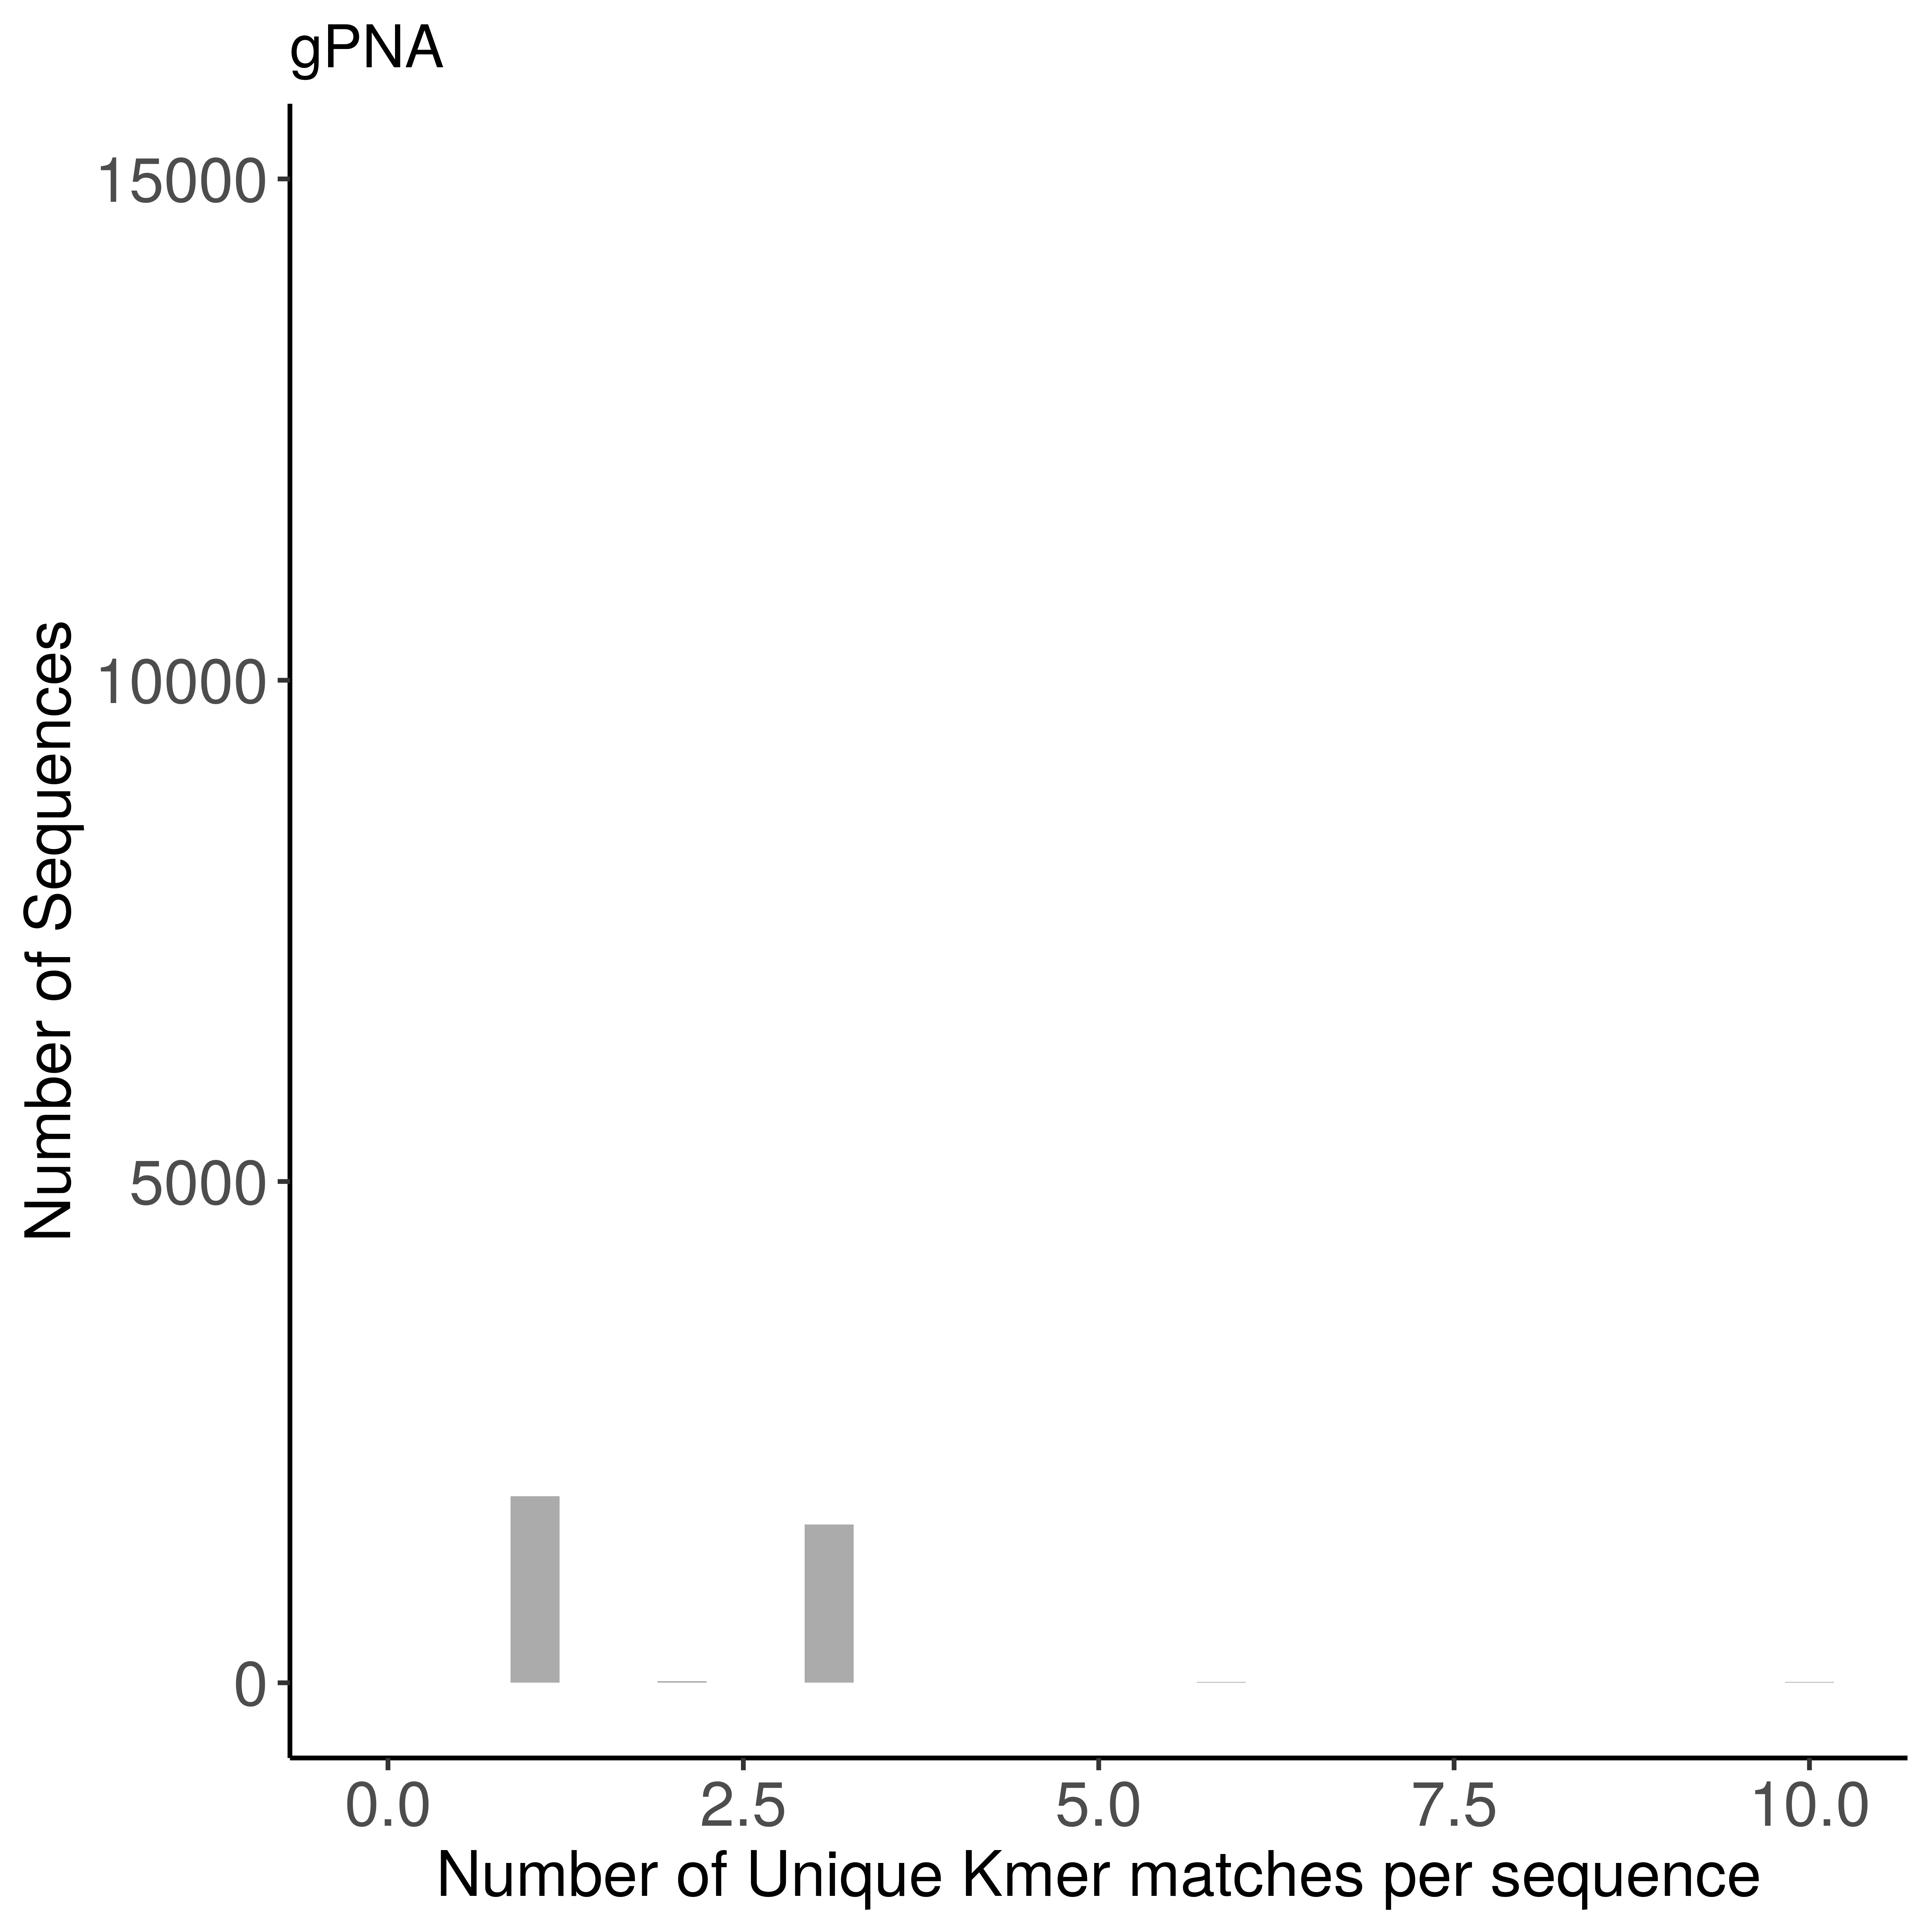 gPNA
15000
10000
5000
0
Number of Sequences
0.0 2.5 5.0 7.5 10.0
Number of Unique Kmer matches per sequence